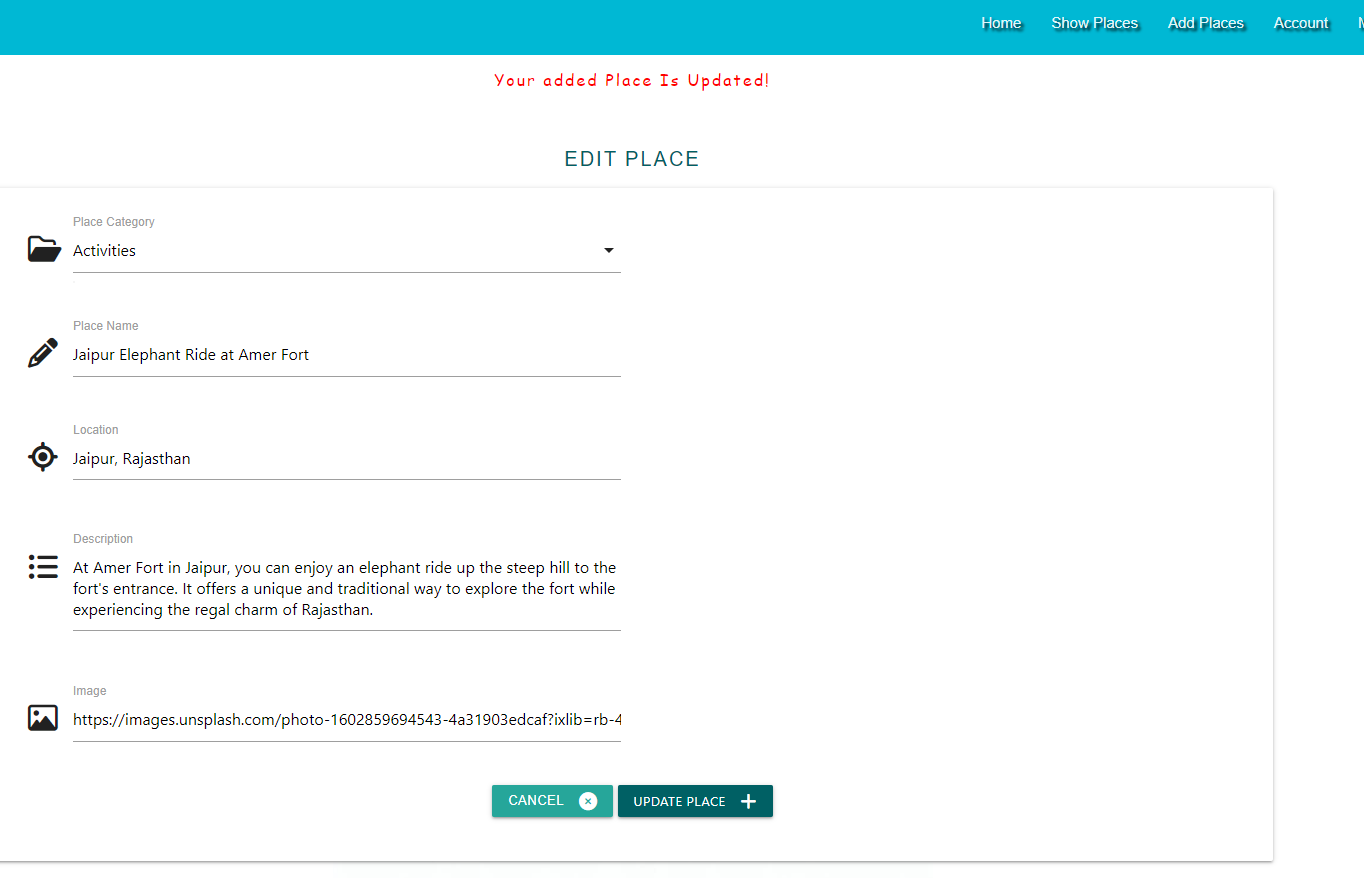 Home Show Places Add Places Account
Your added Place Is Updated!
EDIT PLACE
Place Category
Activities
Place Name
Jaipur Elephant Ride at Amer Fort
Location
Jaipur, Rajasthan
Description
At Amer Fort in Jaipur, you can enjoy an elephant ride up the steep hill to the
fort's entrance. It offers a unique and traditional way to explore the fort while
experiencing the regal charm of Rajasthan.
Image
https://images.unsplash.com/photo-1602859694543-4a31903edcaf?ixlib=rb-4
CANCEL UPDATE PLACE